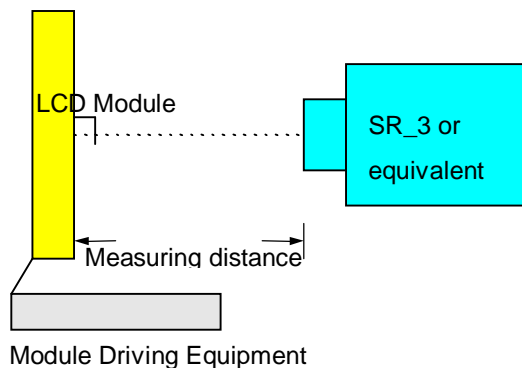 LCD Module
SR_3 or
equivalent
Measuring distance
Module Driving Equipment